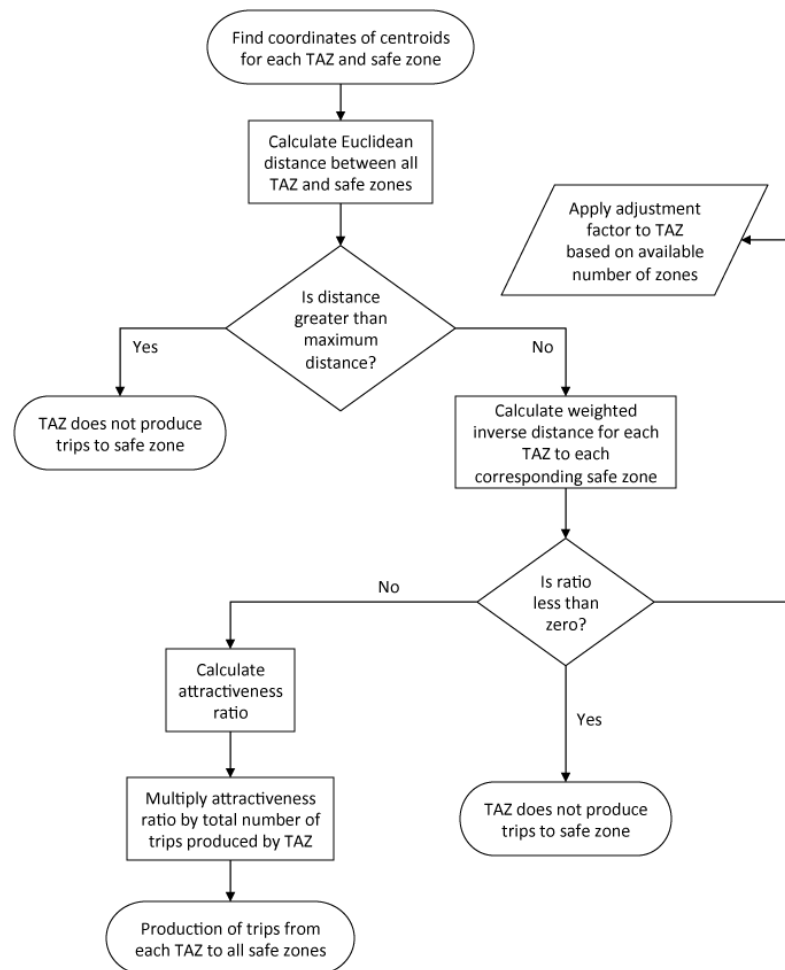 Find coordinates of centroids
for each TAZ and safe zone
Calculate Euclidean
distance between all
TAZ and safe zones
Apply adjustment
factor to TAZ
based on available
number of zones
Is distance
greater than
maximum
distance?
Yes
No
TAZ does not produce
trips to safe zone
Calculate weighted
inverse distance for each
TAZ to each
corresponding safe zone
Is ratio
less than
zero?
No
Calculate
attractiveness
ratio
Yes
Multiply attractiveness
ratio by total number of
trips produced by TAZ
TAZ does not produce
trips to safe zone
Production of trips from
each TAZ to all safe zones